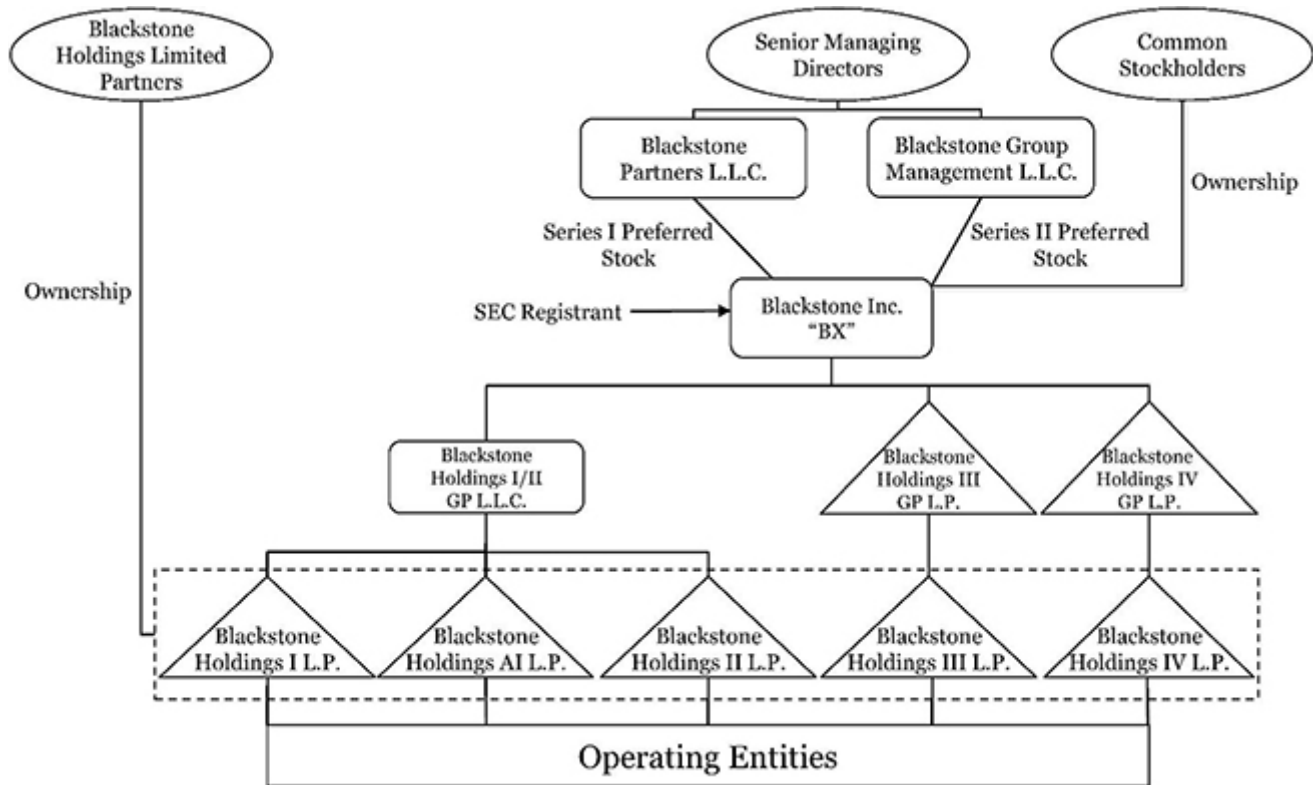 Blackstone
Holdings Limited
Partners
Senior Managing
Directors
Common
Stockholders
Blackstone
Partners L.L.C.
Blackstone Group
Management L.L.C.
Ownership
Series I Preferred
Stock
Series II Preferred
Stock
Ownership
SEC Registrant
Blackstone Inc.
“BX”
Blackstone
Holdings I/II
GP L.L.C.
Blackstone
Holdings III
GP L.P.
Blackstone
Holdings IV
GP L.P.
Blackstone
Holdings I L.P.
Blackstone
Holdings AI L.P.
Blackstone
Holdings II L.P.
Blackstone
Holdings III L.P.
Blackstone
Holdings IV L.P.
Operating Entities